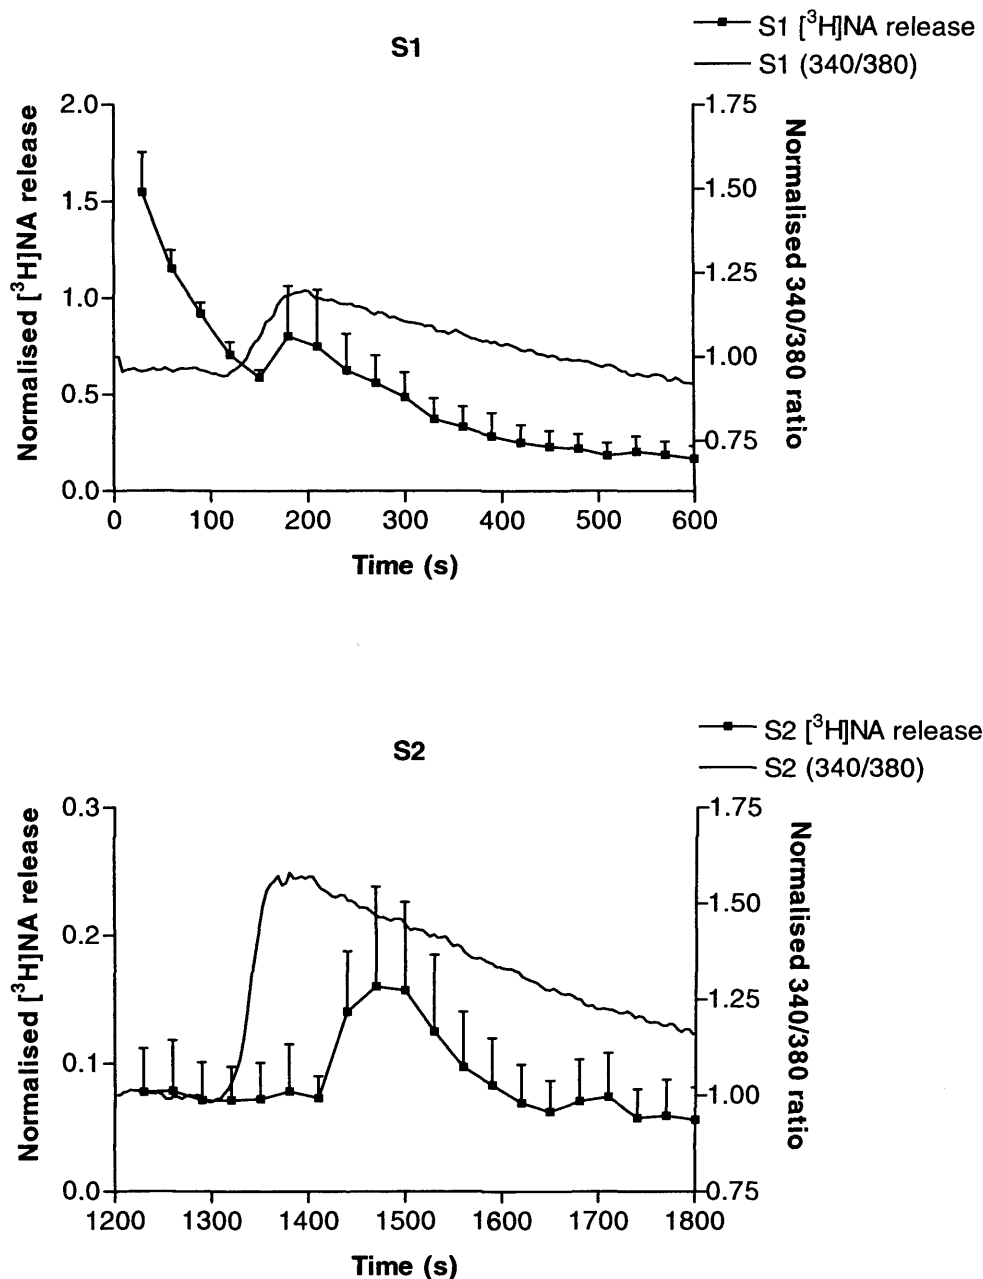 S1
S1 [³H]NA release
S1 (340/380)
Normalised [³H]NA release
2.0
1.5
1.0
0.5
0.0
1.75
1.50
1.25
1.00
0.75
Normalised 340/380 ratio
0 100 200 300 400 500 600
Time (s)
S2
S2 [³H]NA release
S2 (340/380)
Normalised [³H]NA release
0.3
0.2
0.1
0.0
1.75
1.50
1.25
1.00
0.75
Normalised 340/380 ratio
1200 1300 1400 1500 1600 1700 1800
Time (s)